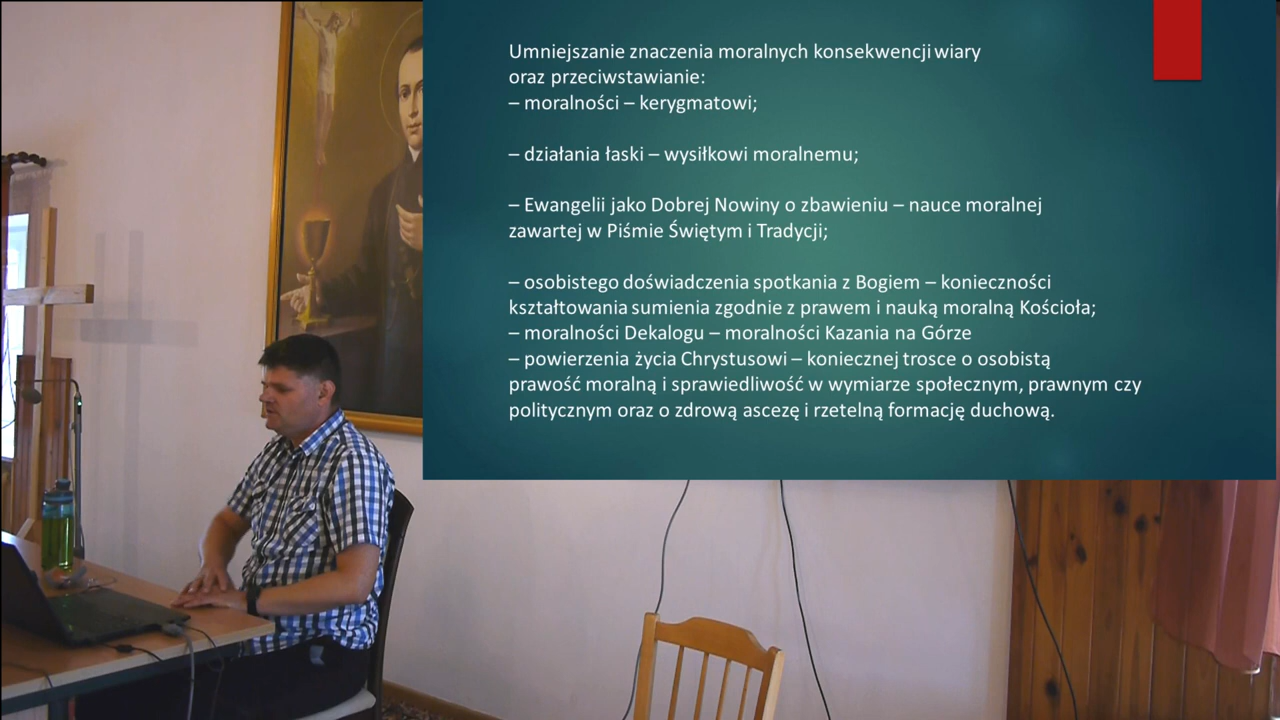 Umniejszanie znaczenia moralnych konsekwencji wiary
oraz przeciwstawianie:
– moralności – kerygmatowi;
– działania łaski – wysiłkowi moralnemu;
– Ewangelii jako Dobrej Nowiny o zbawieniu – nauce moralnej
zawartej w Piśmie Świętym i Tradycji;
– osobistego doświadczenia spotkania z Bogiem – konieczności
kształtowania sumienia zgodnie z prawem i nauką moralną Kościoła;
– moralności Dekalogu – moralności Kazania na Górze
– powierzenia życia Chrystusowi – koniecznej trosce o osobistą
prawość moralną i sprawiedliwość w wymiarze społecznym, prawnym czy
politycznym oraz o zdrową ascezę i rzetelną formację duchową.